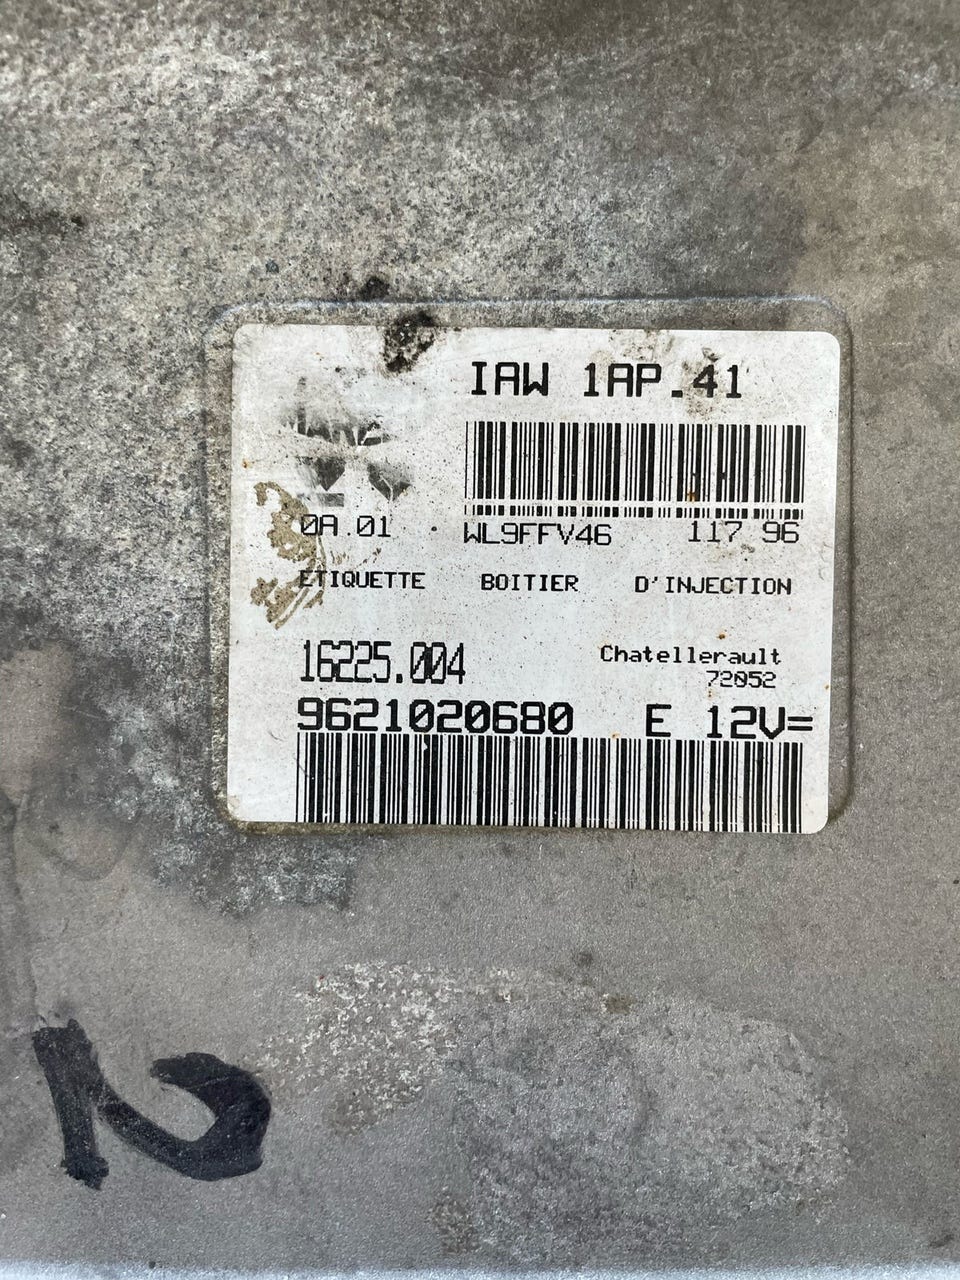 IAW 1AP.41
0A.01 WL9FFV46 117 96
ETIQUETTE BOITIER D'INJECTION
16225.004 Chatellerault
72052
9621020680 E 12V=